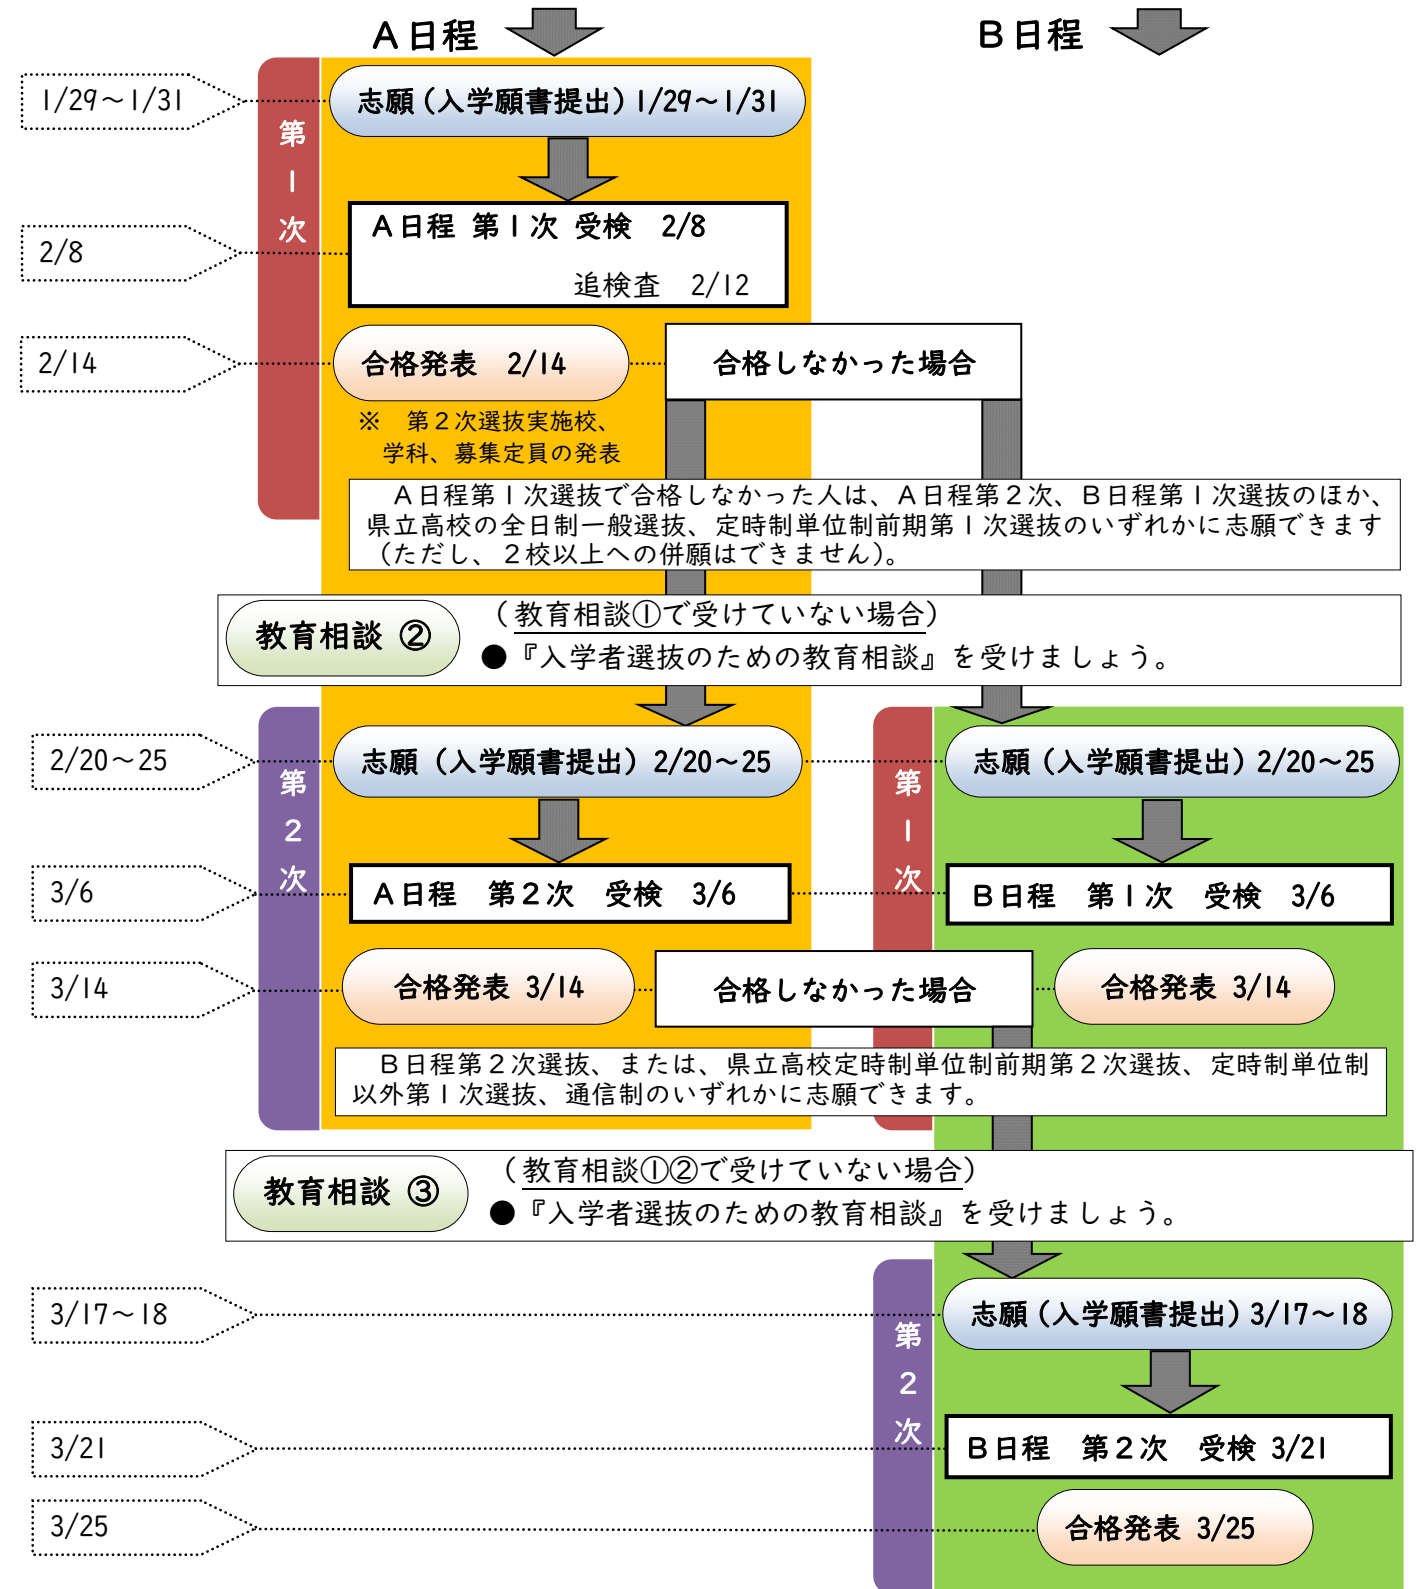 A日程
B日程
1/29～1/31
志願（入学願書提出）1/29～1/31
第1次
A日程 第1次 受検 2/8
2/8
追検査 2/12
2/14
合格発表 2/14
合格しなかった場合
※ 第2次選抜実施校、
学科、募集定員の発表
A日程第1次選抜で合格しなかった人は、A日程第2次、B日程第1次選抜のほか、
県立高校の全日制一般選抜、定時制単位制前期第1次選抜のいずれかに志願できます
（ただし、2校以上への併願はできません）。
教育相談 ②
（教育相談①で受けていない場合）
●『入学者選抜のための教育相談』を受けましょう。
2/20～25
第2次
志願（入学願書提出）2/20～25
第1次
志願（入学願書提出）2/20～25
3/6
A日程 第2次 受検 3/6
B日程 第1次 受検 3/6
3/14
合格発表 3/14
合格しなかった場合
合格発表 3/14
B日程第2次選抜、または、県立高校定時制単位制前期第2次選抜、定時制単位制
以外第1次選抜、通信制のいずれかに志願できます。
教育相談 ③
（教育相談①②で受けていない場合）
●『入学者選抜のための教育相談』を受けましょう。
3/17～18
第2次
志願（入学願書提出）3/17～18
3/21
B日程 第2次 受検 3/21
3/25
合格発表 3/25